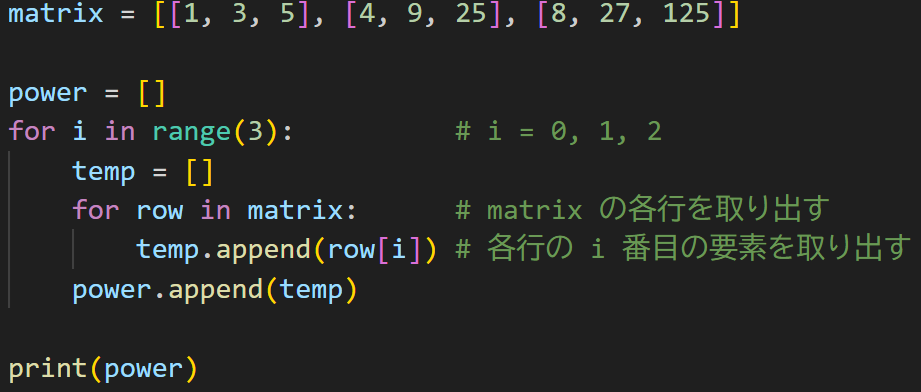 matrix = [[1, 3, 5], [4, 9, 25], [8, 27, 125]]

power = []
for i in range(3):          # i = 0, 1, 2
    temp = []
    for row in matrix:      # matrix の各行を取り出す
        temp.append(row[i]) # 各行の i 番目の要素を取り出す
    power.append(temp)

print(power)